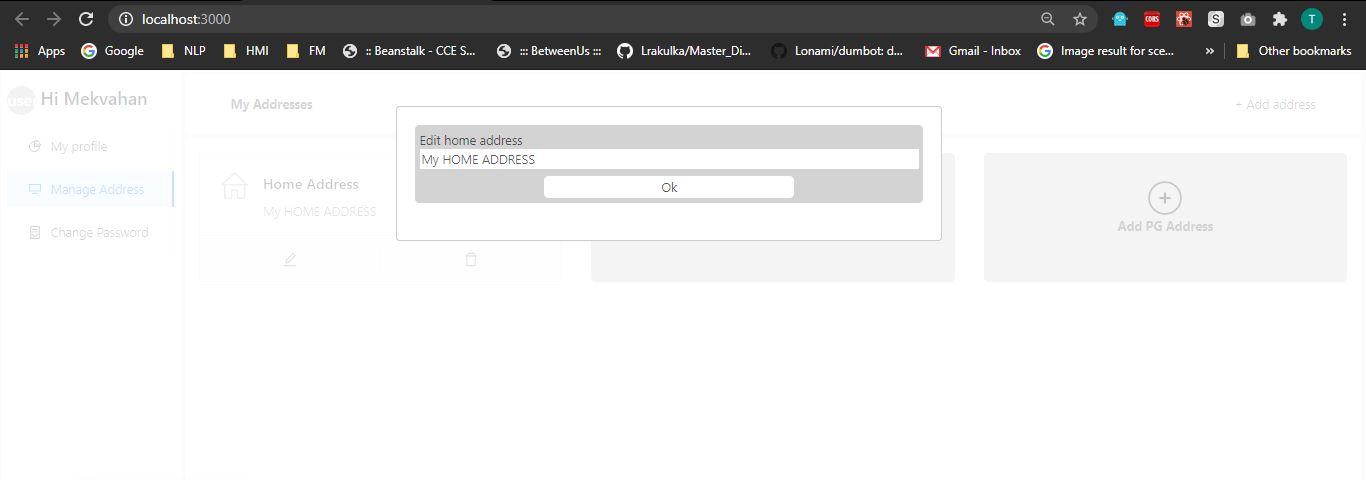 localhost:3000
Apps Google NLP HMI FM :: Beanstalk - CCE S... ::: BetweenUs ::: Lrakulka/Master_Di... Lonami/dumbot: d... Gmail - Inbox Image result for sce... » Other bookmarks
CORS S T
user Hi Mekvahan
My Addresses
+ Add address
My profile
Manage Address
Change Password
Edit home address
My HOME ADDRESS
Ok
Home Address
My HOME ADDRESS
Add PG Address